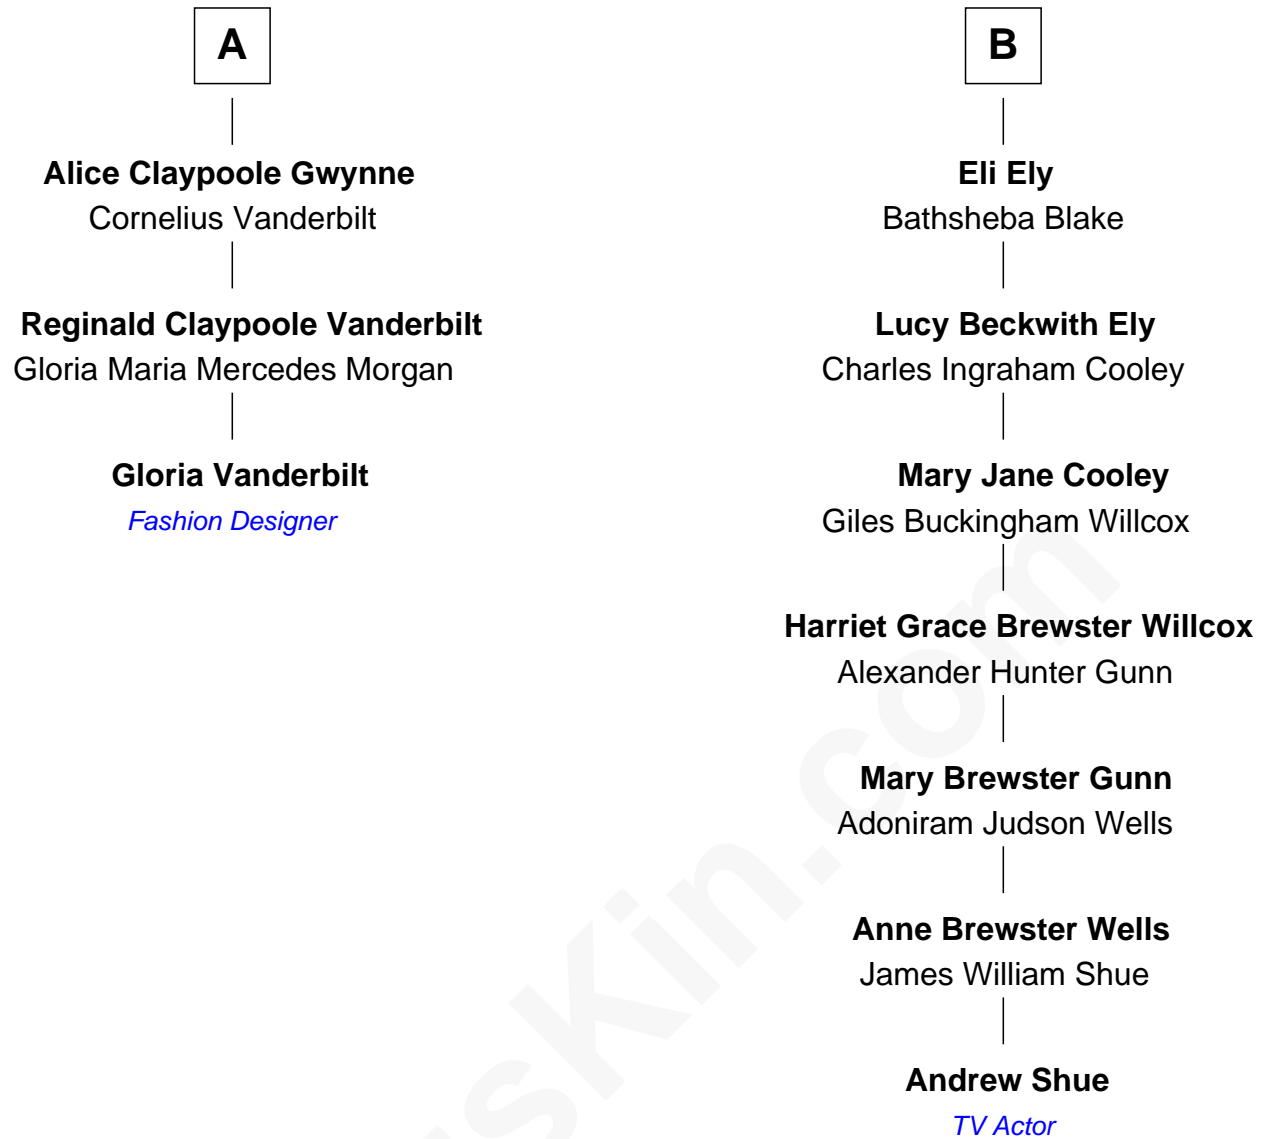 A
Alice Claypoole Gwynne
Cornelius Vanderbilt
Reginald Claypoole Vanderbilt
Gloria Maria Mercedes Morgan
Gloria Vanderbilt
Fashion Designer
B
Eli Ely
Bathsheba Blake
Lucy Beckwith Ely
Charles Ingraham Cooley
Mary Jane Cooley
Giles Buckingham Willcox
Harriet Grace Brewster Willcox
Alexander Hunter Gunn
Mary Brewster Gunn
Adoniram Judson Wells
Anne Brewster Wells
James William Shue
Andrew Shue
TV Actor
sKin.com